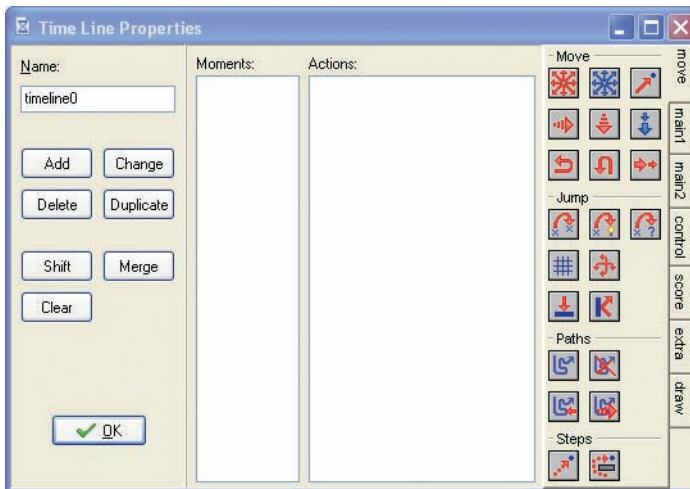 Time Line Properties
Name:
timeline0
Add
Change
Delete
Duplicate
Shift
Merge
Clear
OK
Moments:
Actions:
Move
Jump
Paths
Steps
move
main1
main2
control
score
extra
draw